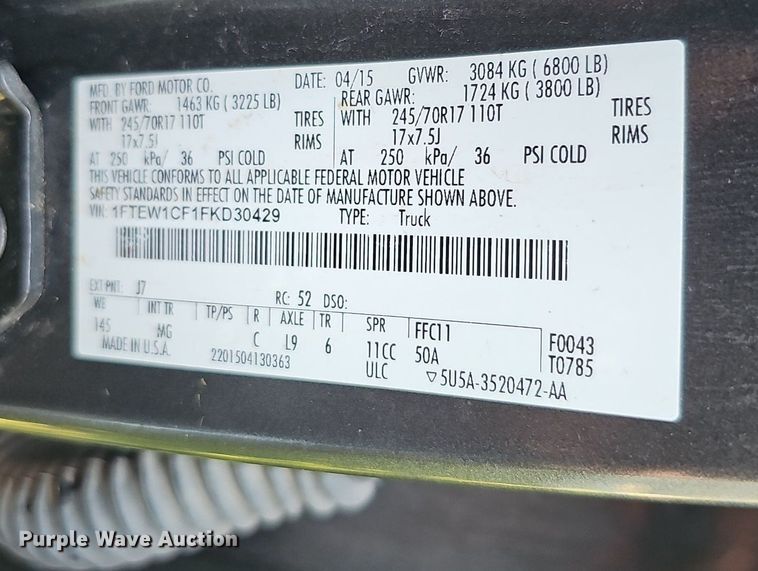 MFD. BY FORD MOTOR CO. DATE: 04/15 GVWR: 3084 KG ( 6800 LB)
FRONT GAWR: 1463 KG ( 3225 LB) REAR GAWR: 1724 KG ( 3800 LB)
WITH 245/70R17 110T TIRES WITH 245/70R17 110T TIRES
17x7.5J RIMS 17x7.5J RIMS
AT 250 kPa/ 36 PSI COLD AT 250 kPa/ 36 PSI COLD
THIS VEHICLE CONFORMS TO ALL APPLICABLE FEDERAL MOTOR VEHICLE
SAFETY STANDARDS IN EFFECT ON THE DATE OF MANUFACTURE SHOWN ABOVE.
VIN: 1FTEW1CF1FKD30429 TYPE: Truck
EXT PNT: J7 RC: 52 DSO:
WB INT TR TP/PS R AXLE TR SPR FFC11 F0043
145 MG C L9 6 11CC 50A T0785
MADE IN U.S.A. 2201504130363 ULC ▽5U5A-3520472-AA
Purple Wave Auction